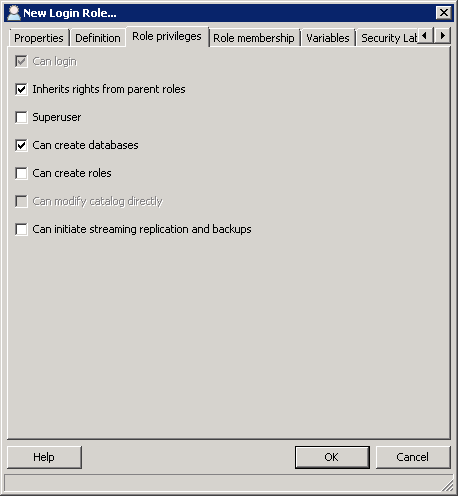 New Login Role...
Properties Definition Role privileges Role membership Variables Security Lab
Can login
Inherits rights from parent roles
Superuser
Can create databases
Can create roles
Can modify catalog directly
Can initiate streaming replication and backups
Help OK Cancel